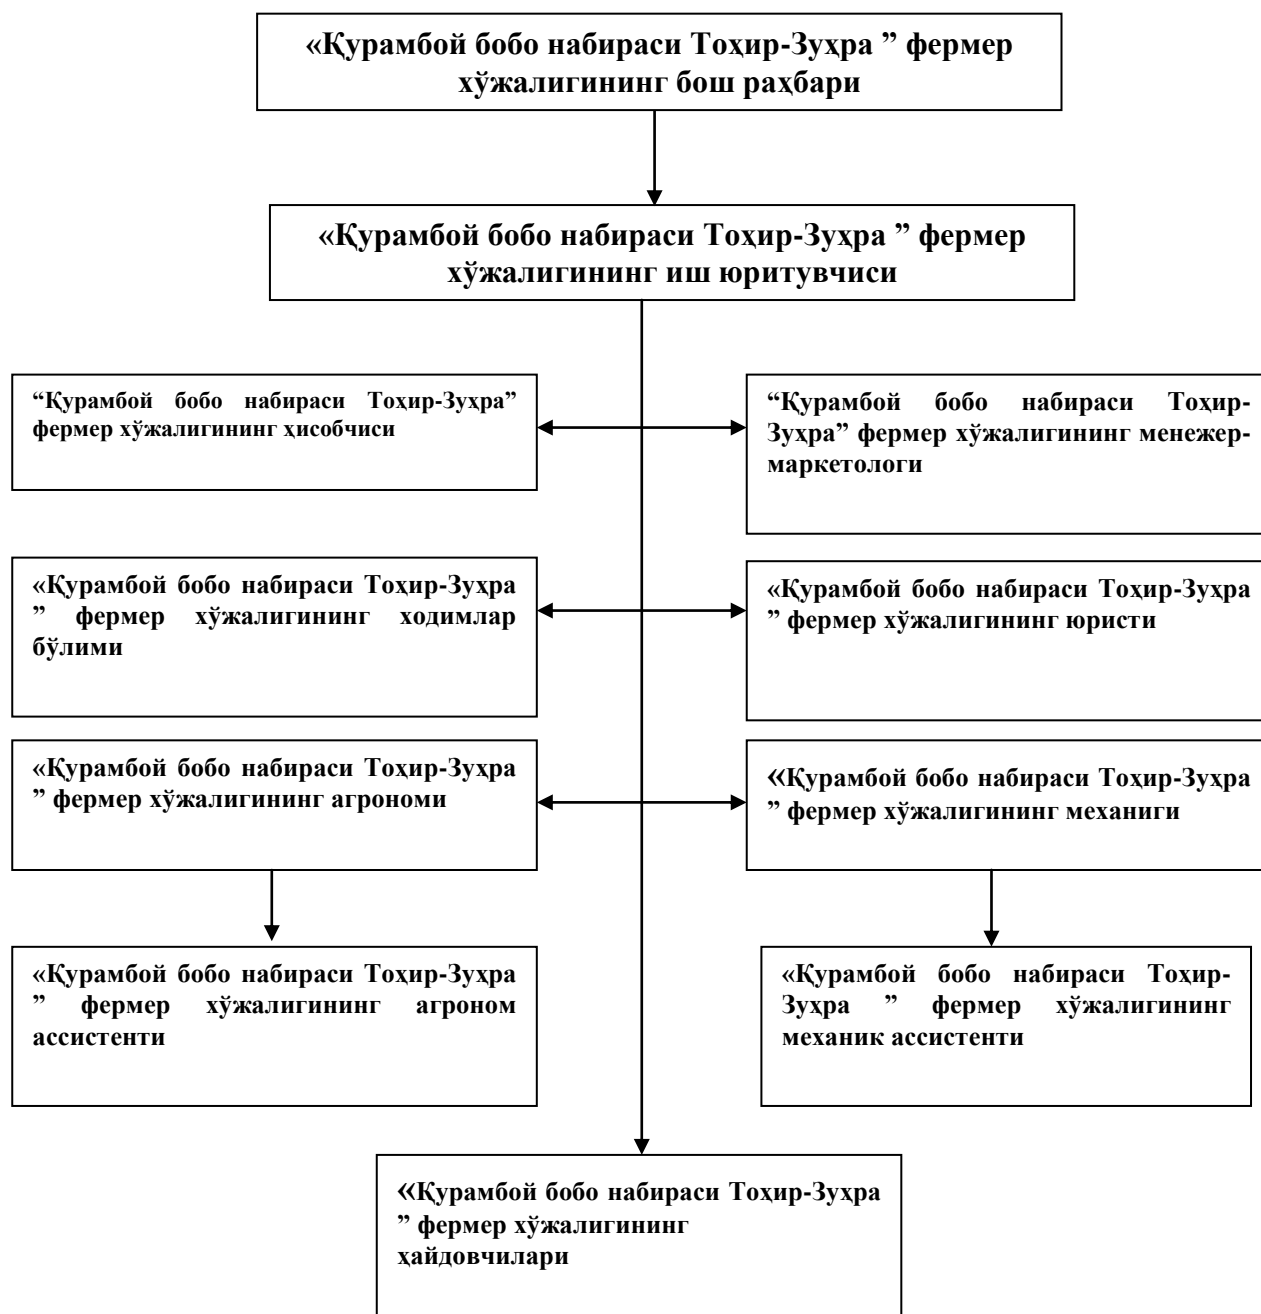 «Қурамбой бобо набираси Тоҳир-Зуҳра ” фермер
хўжалигининг бош раҳбари
«Қурамбой бобо набираси Тоҳир-Зуҳра ” фермер
хўжалигининг иш юритувчиси
“Қурамбой бобо набираси Тоҳир-Зуҳра”
фермер хўжалигининг ҳисобчиси
“Қурамбой бобо набираси Тоҳир-
Зуҳра” фермер хўжалигининг менежер-
маркетологи
«Қурамбой бобо набираси Тоҳир-Зуҳра
” фермер хўжалигининг ходимлар
бўлими
«Қурамбой бобо набираси Тоҳир-Зуҳра
” фермер хўжалигининг юристи
«Қурамбой бобо набираси Тоҳир-Зуҳра
” фермер хўжалигининг агрономи
«Қурамбой бобо набираси Тоҳир-Зуҳра
” фермер хўжалигининг механиги
«Қурамбой бобо набираси Тоҳир-Зуҳра
” фермер хўжалигининг агроном
ассистенти
«Қурамбой бобо набираси Тоҳир-
Зуҳра ” фермер хўжалигининг
механик ассистенти
«Қурамбой бобо набираси Тоҳир-Зуҳра
” фермер хўжалигининг
ҳайдовчилари